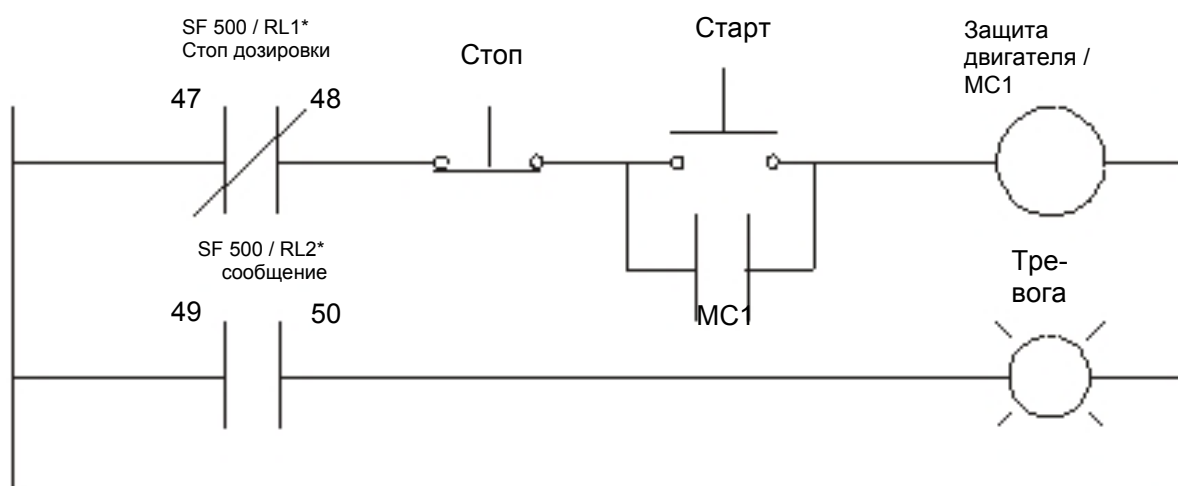 SF 500 / RL1*
Стоп дозировки
47
48
Стоп
Старт
Защита
двигателя /
MC1
SF 500 / RL2*
сообщение
49
50
MC1
Тре-
вога